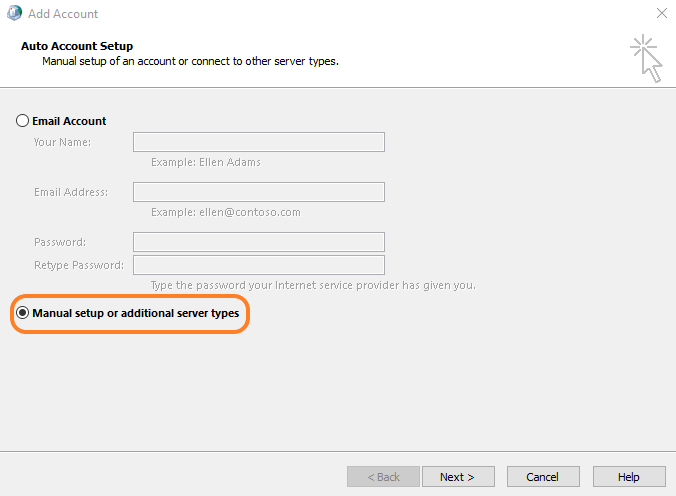 Add Account
Auto Account Setup
Manual setup of an account or connect to other server types.
Email Account
Your Name:
Example: Ellen Adams
Email Address:
Example: ellen@contoso.com
Password:
Retype Password:
Type the password your Internet service provider has given you.
Manual setup or additional server types
< Back Next > Cancel Help